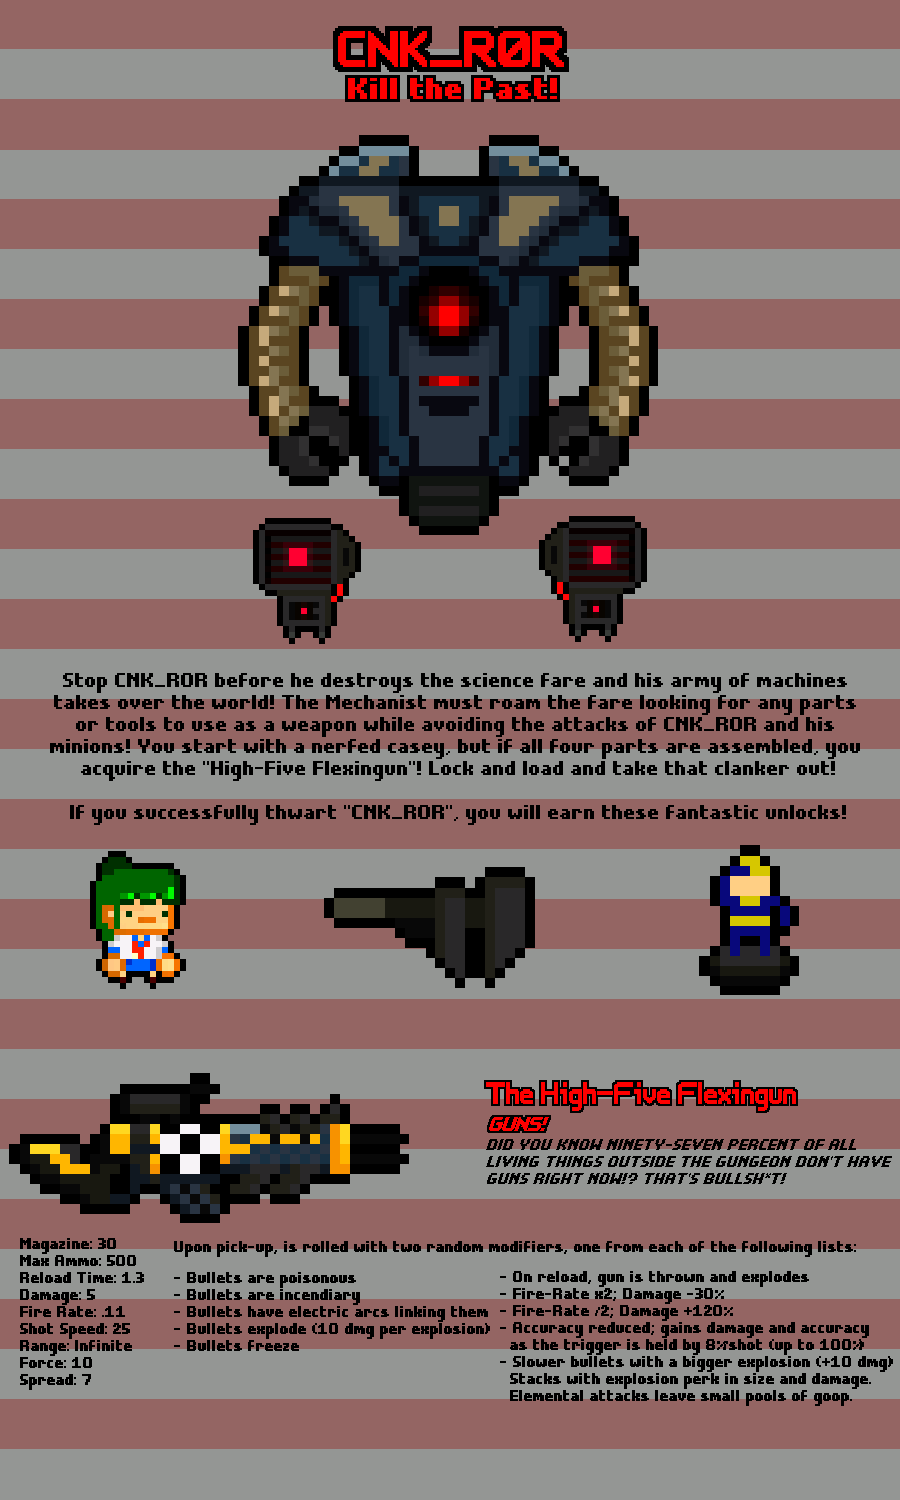 CNK_R0R
Kill the Past!
Stop CNK_ROR before he destroys the science fare and his army of machines
takes over the world! The Mechanist must roam the fare looking for any parts
or tools to use as a weapon while avoiding the attacks of CNK_ROR and his
minions! You start with a nerfed casey, but if all four parts are assembled, you
acquire the "High-Five Flexingun"! Lock and load and take that clanker out!
If you successfully thwart "CNK_ROR", you will earn these fantastic unlocks!
The High-Five Flexingun
GUNS!
DID YOU KNOW NINETY-SEVEN PERCENT OF ALL
LIVING THINGS OUTSIDE THE GUNGEON DON'T HAVE
GUNS RIGHT NOW!? THAT'S BULLSH*T!
Magazine: 30
Max Ammo: 500
Reload Time: 1.3
Damage: 5
Fire Rate: .11
Shot Speed: 25
Range: Infinite
Force: 10
Spread: 7
Upon pick-up, is rolled with two random modifiers, one from each of the following lists:
- Bullets are poisonous
- Bullets are incendiary
- Bullets have electric arcs linking them
- Bullets explode (10 dmg per explosion)
- Bullets freeze
- On reload, gun is thrown and explodes
- Fire-Rate x2; Damage -30%
- Fire-Rate /2; Damage +120%
- Accuracy reduced; gains damage and accuracy
as the trigger is held by 8%/shot (up to 100%)
- Slower bullets with a bigger explosion (+10 dmg)
Stacks with explosion perk in size and damage.
Elemental attacks leave small pools of goop.